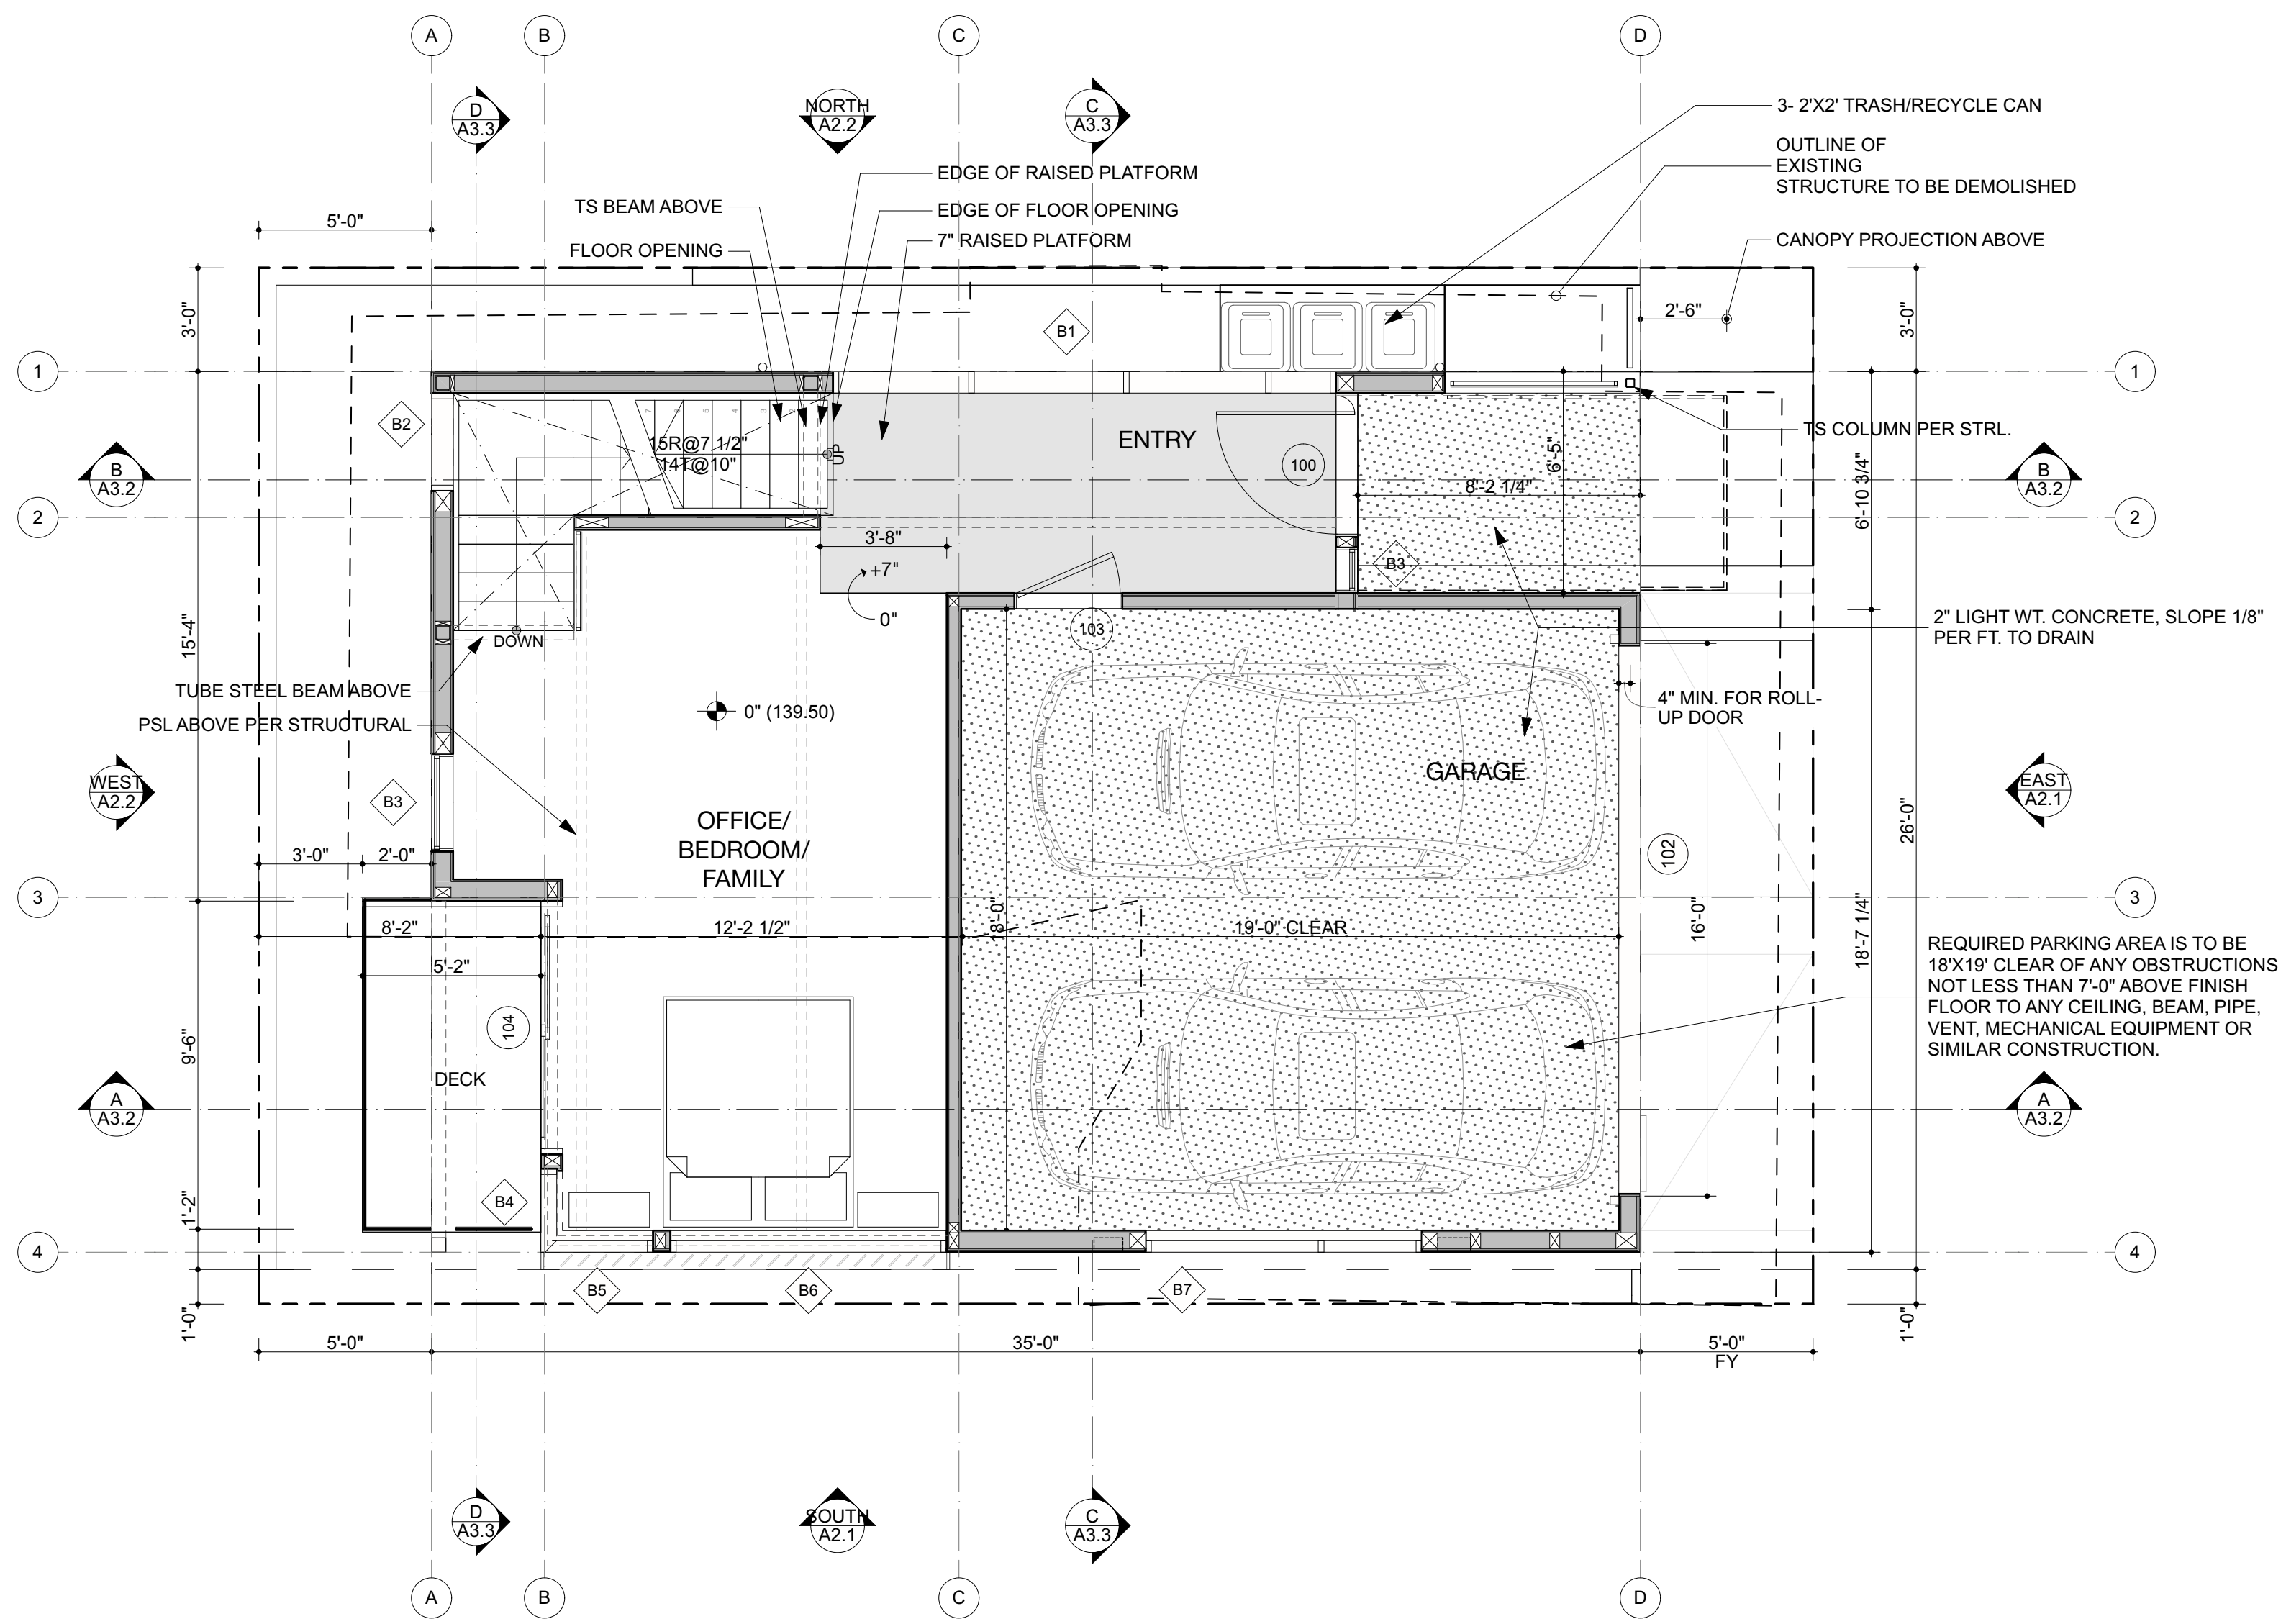 A
B
C
D
D
A3.3
NORTH
A2.2
C
A3.3
3- 2'X2' TRASH/RECYCLE CAN
OUTLINE OF
EXISTING
STRUCTURE TO BE DEMOLISHED
EDGE OF RAISED PLATFORM
TS BEAM ABOVE
EDGE OF FLOOR OPENING
5'-0"
7" RAISED PLATFORM
CANOPY PROJECTION ABOVE
FLOOR OPENING
3'-0"
B1
2'-6"
3'-0"
1
1
B2
7
6
5
4
3
2
15R@7 1/2"
14T@10"
UP
ENTRY
100
TS COLUMN PER STRL.
6'-5"
8'-2 1/4"
6'-10 3/4"
B
A3.2
B
A3.2
2
2
3'-8"
+7"
0"
B3
15'-4"
DOWN
103
2" LIGHT WT. CONCRETE, SLOPE 1/8"
PER FT. TO DRAIN
TUBE STEEL BEAM ABOVE
PSL ABOVE PER STRUCTURAL
0" (139.50)
4" MIN. FOR ROLL-
UP DOOR
WEST
A2.2
B3
GARAGE
EAST
A2.1
OFFICE/
BEDROOM/
FAMILY
102
26'-0"
3'-0"
2'-0"
3
3
8'-2"
12'-2 1/2"
18'-0"
19'-0" CLEAR
16'-0"
18'-7 1/4"
5'-2"
REQUIRED PARKING AREA IS TO BE
18'X19' CLEAR OF ANY OBSTRUCTIONS
NOT LESS THAN 7'-0" ABOVE FINISH
FLOOR TO ANY CEILING, BEAM, PIPE,
VENT, MECHANICAL EQUIPMENT OR
SIMILAR CONSTRUCTION.
104
9'-6"
DECK
A
A3.2
A
A3.2
B4
1'-2"
4
4
B5
B6
B7
1'-0"
1'-0"
5'-0"
35'-0"
5'-0"
FY
D
A3.3
SOUTH
A2.1
C
A3.3
A
B
C
D